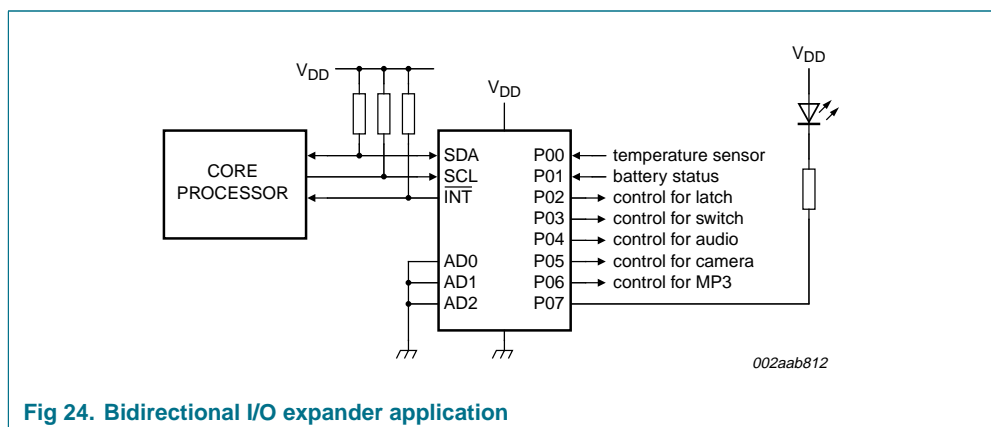 VDD
VDD
VDD
CORE
PROCESSOR
SDA
SCL
INT
AD0
AD1
AD2
P00
P01
P02
P03
P04
P05
P06
P07
temperature sensor
battery status
control for latch
control for switch
control for audio
control for camera
control for MP3
002aab812
Fig 24. Bidirectional I/O expander application